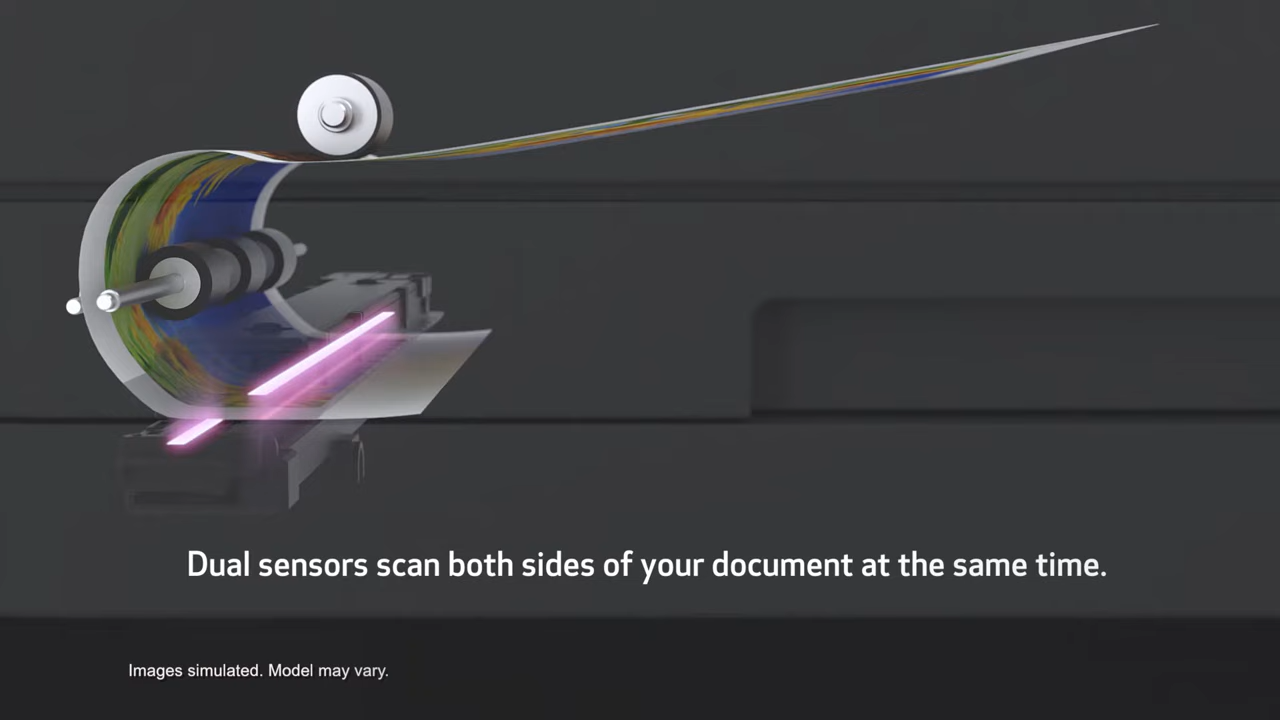 Dual sensors scan both sides of your document at the same time.
Images simulated. Model may vary.